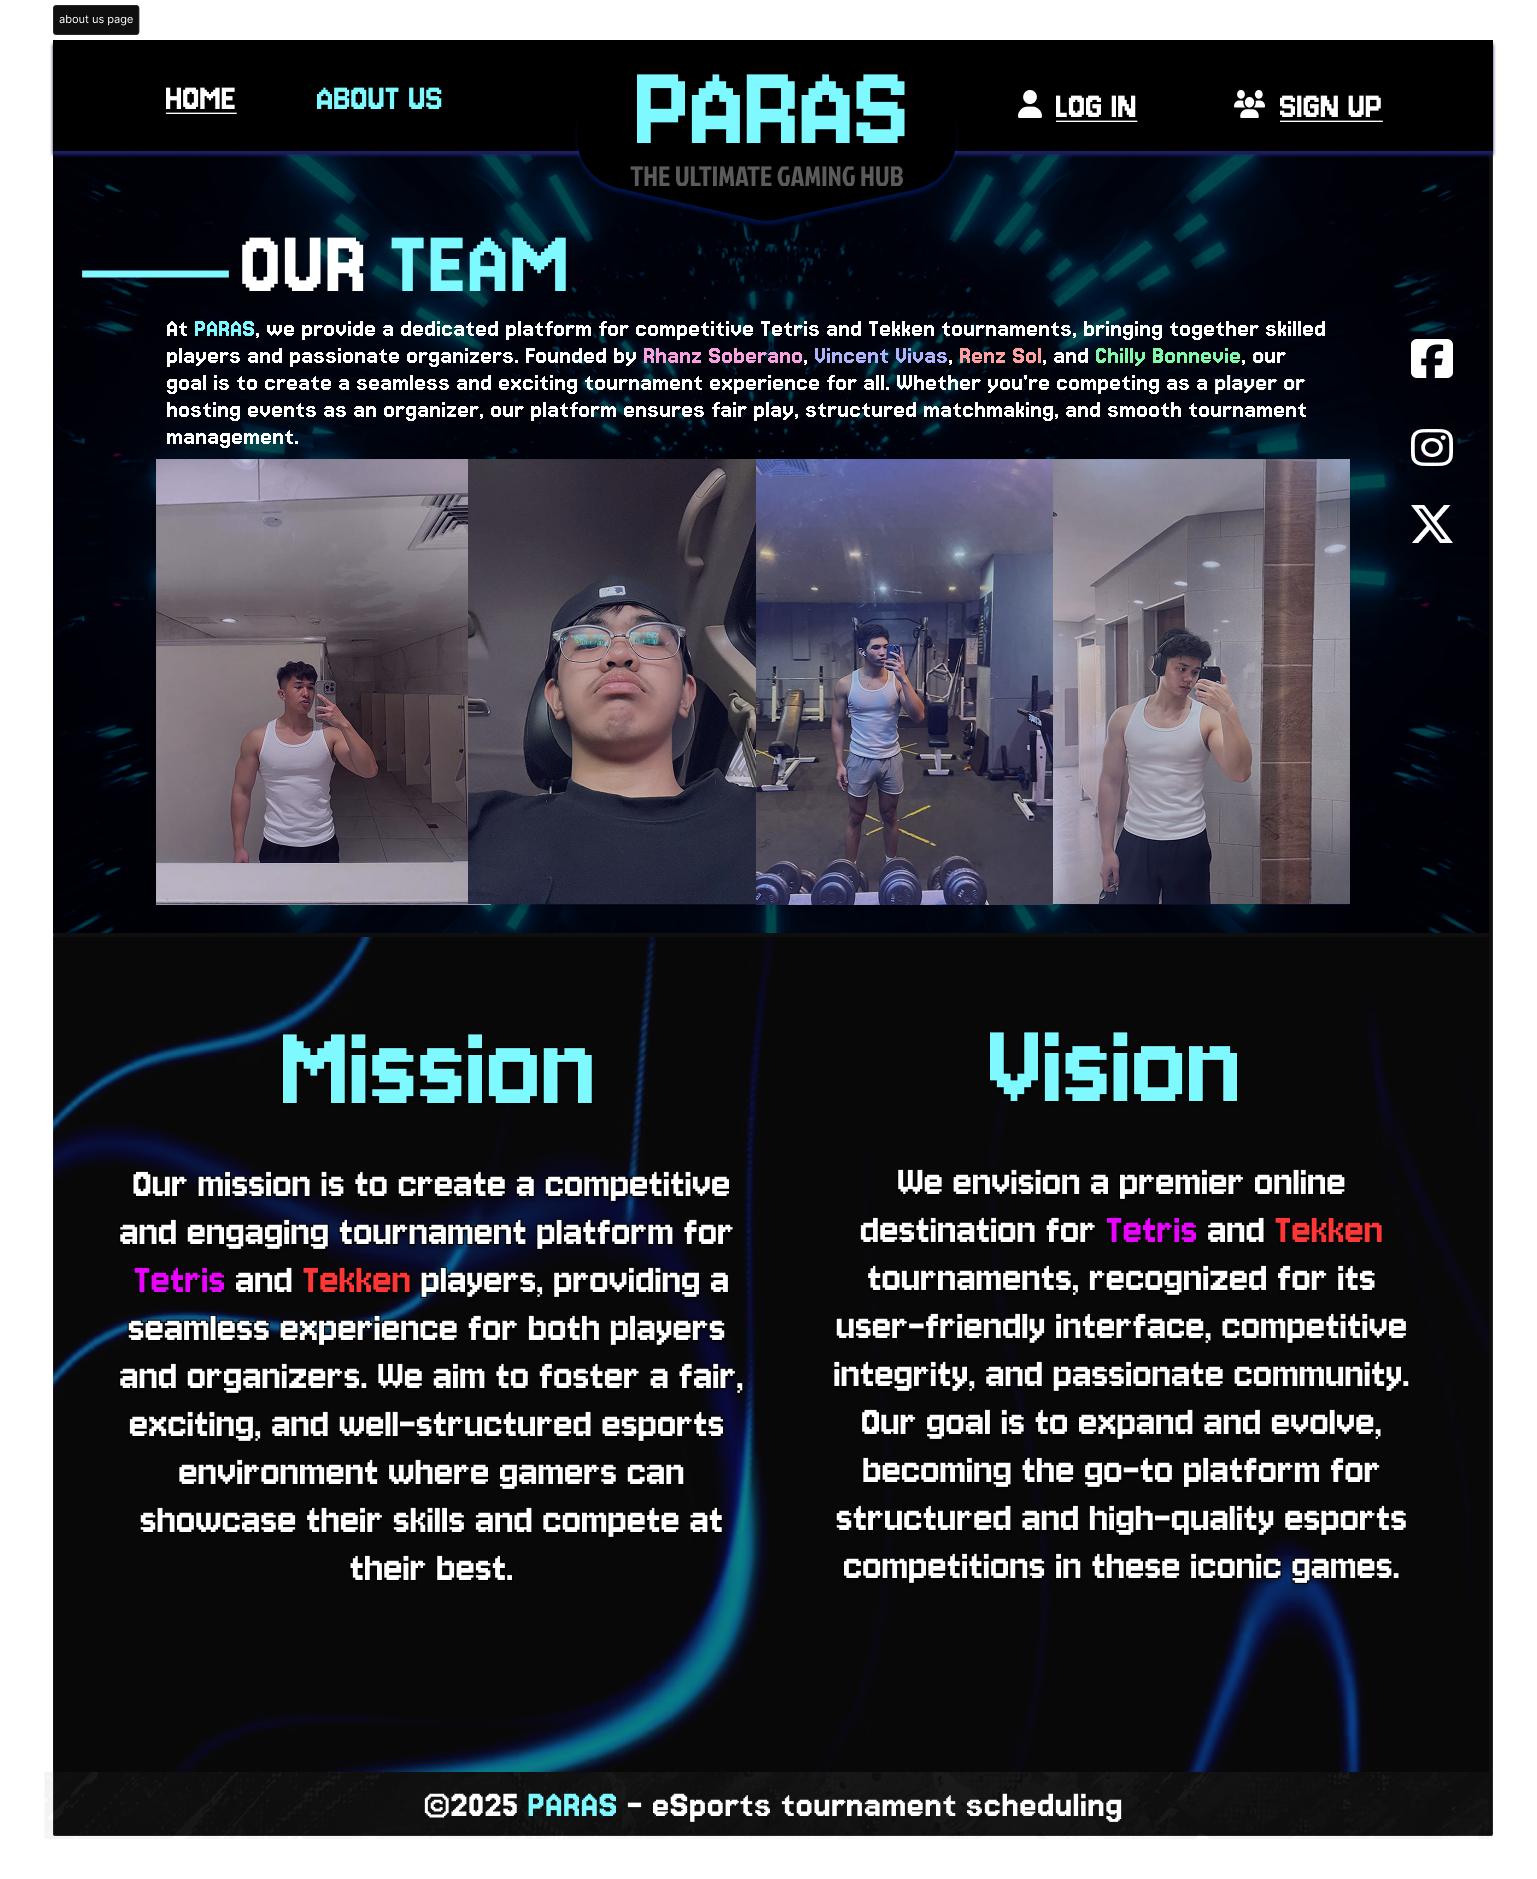 about us page
HOME
ABOUT US
PARAS
THE ULTIMATE GAMING HUB
LOG IN
SIGN UP
OUR TEAM
At PARAS, we provide a dedicated platform for competitive Tetris and Tekken tournaments, bringing together skilled
players and passionate organizers. Founded by Rhanz Soberano, Vincent Vivas, Renz Sol, and Chilly Bonnevie, our
goal is to create a seamless and exciting tournament experience for all. Whether you're competing as a player or
hosting events as an organizer, our platform ensures fair play, structured matchmaking, and smooth tournament
management.
Mission
Our mission is to create a competitive
and engaging tournament platform for
Tetris and Tekken players, providing a
seamless experience for both players
and organizers. We aim to foster a fair,
exciting, and well-structured esports
environment where gamers can
showcase their skills and compete at
their best.
Vision
We envision a premier online
destination for Tetris and Tekken
tournaments, recognized for its
user-friendly interface, competitive
integrity, and passionate community.
Our goal is to expand and evolve,
becoming the go-to platform for
structured and high-quality esports
competitions in these iconic games.
©2025 PARAS - eSports tournament scheduling